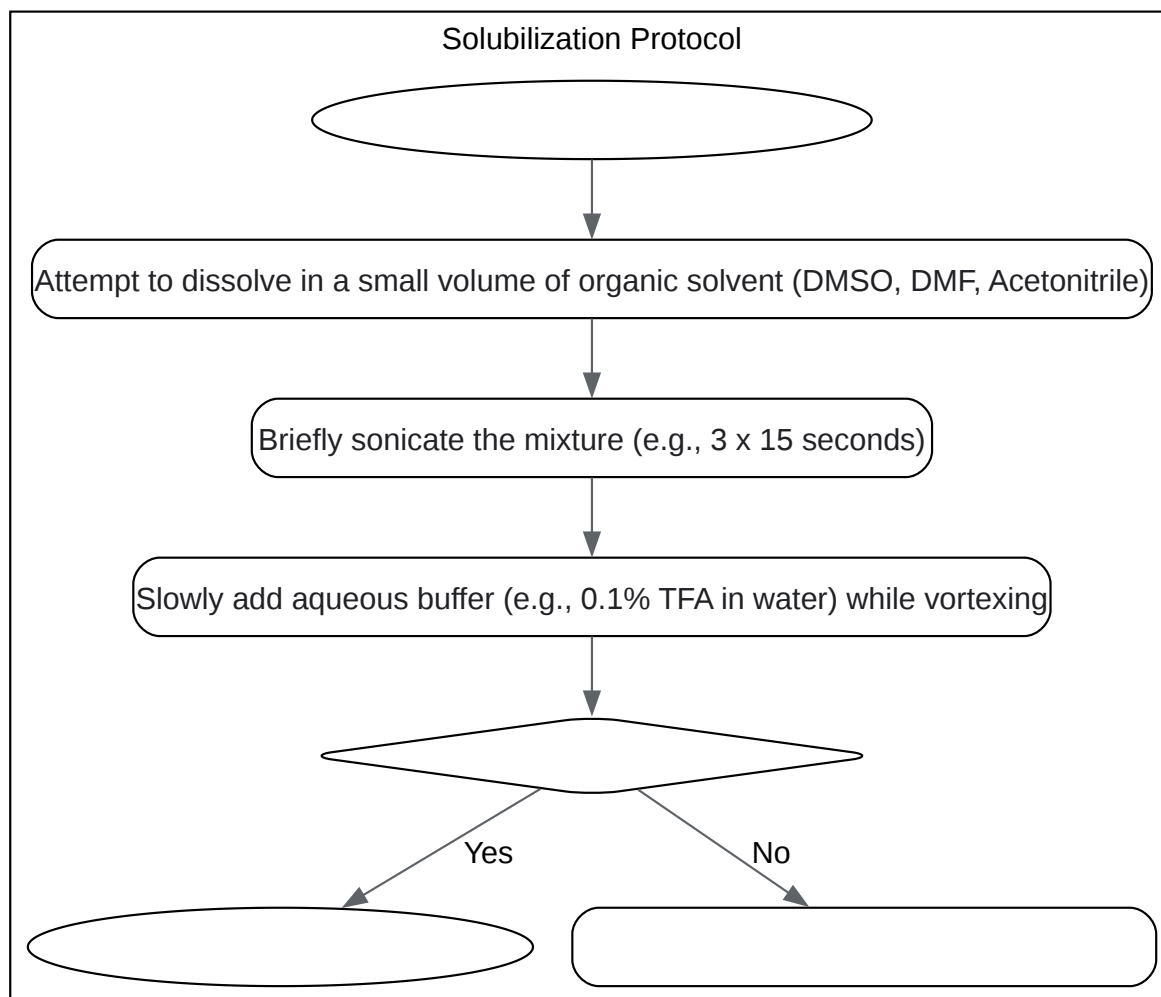 Solubilization Protocol
Attempt to dissolve in a small volume of organic solvent (DMSO, DMF, Acetonitrile)
Briefly sonicate the mixture (e.g., 3 x 15 seconds)
Slowly add aqueous buffer (e.g., 0.1% TFA in water) while vortexing
Yes
No